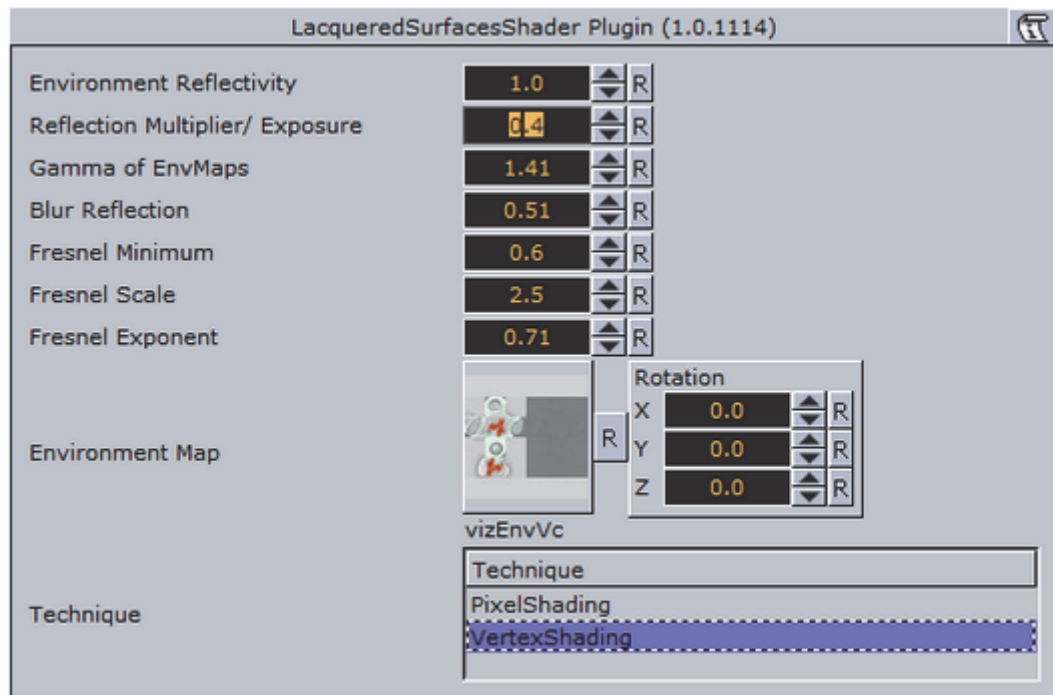 LacqueredSurfacesShader Plugin (1.0.1114)
Environment Reflectivity 1.0 R
Reflection Multiplier/ Exposure 0.4 R
Gamma of EnvMaps 1.41 R
Blur Reflection 0.51 R
Fresnel Minimum 0.6 R
Fresnel Scale 2.5 R
Fresnel Exponent 0.71 R
Environment Map R
Rotation
X 0.0 R
Y 0.0 R
Z 0.0 R
vizEnvVc
Technique
Technique
PixelShading
VertexShading